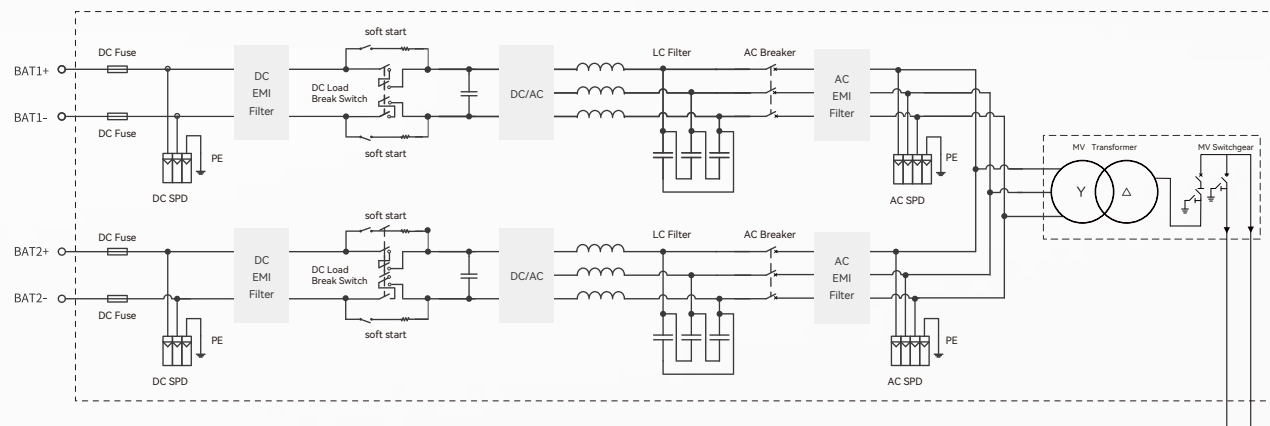 soft start
DC Fuse
LC Filter
AC Breaker
BAT1+
DC
EMI
Filter
DC Load
Break Switch
DC/AC
AC
EMI
Filter
BAT1-
DC Fuse
soft start
PE
DC SPD
PE
AC SPD
MV Transformer
MV Switchgear
Y
Δ
soft start
DC Fuse
LC Filter
AC Breaker
BAT2+
DC
EMI
Filter
DC Load
Break Switch
DC/AC
AC
EMI
Filter
BAT2-
DC Fuse
soft start
PE
DC SPD
PE
AC SPD